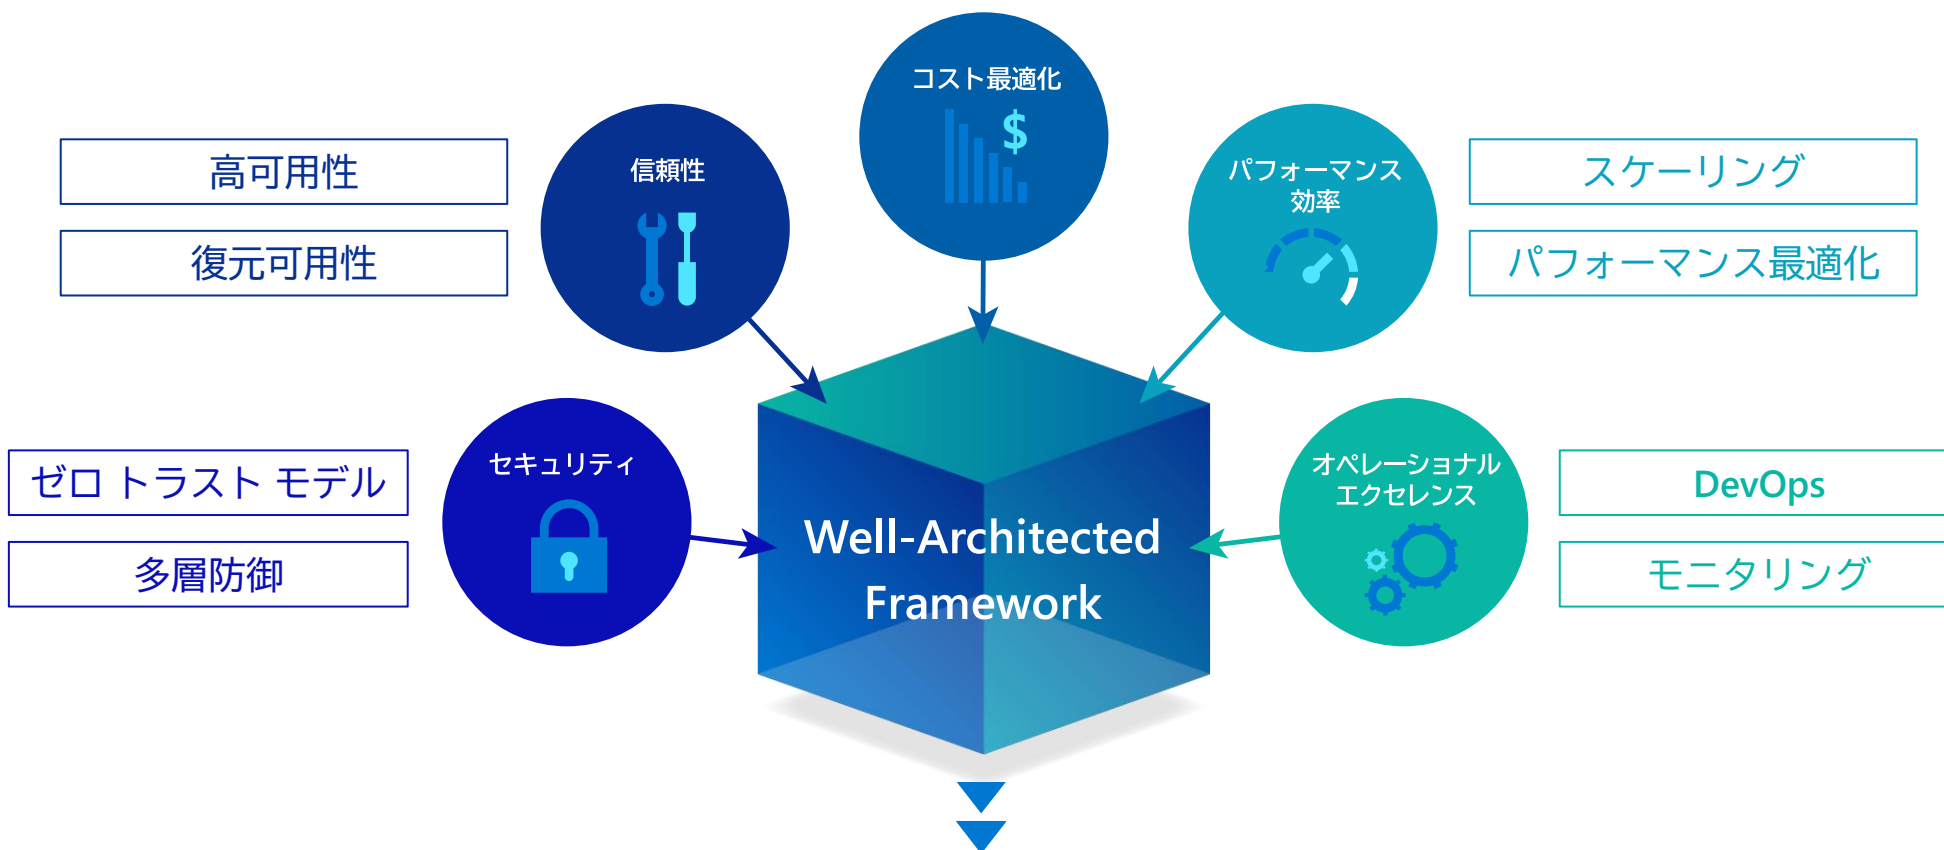 コスト最適化
$
高可用性
復元可用性
信頼性
パフォーマンス
効率
スケーリング
パフォーマンス最適化
ゼロ トラスト モデル
多層防御
セキュリティ
Well-Architected
Framework
オペレーショナル
エクセレンス
DevOps
モニタリング